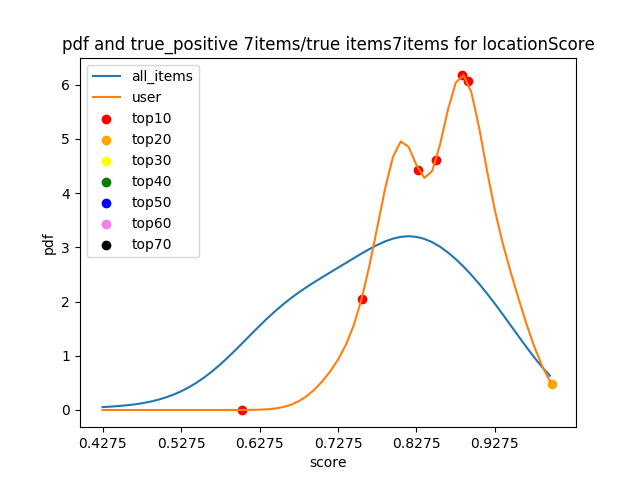 pdf and true_positive 7items/true items7items for locationScore
all_items
user
top10
top20
top30
top40
top50
top60
top70
pdf
6
5
4
3
2
1
0
0.4275 0.5275 0.6275 0.7275 0.8275 0.9275
score